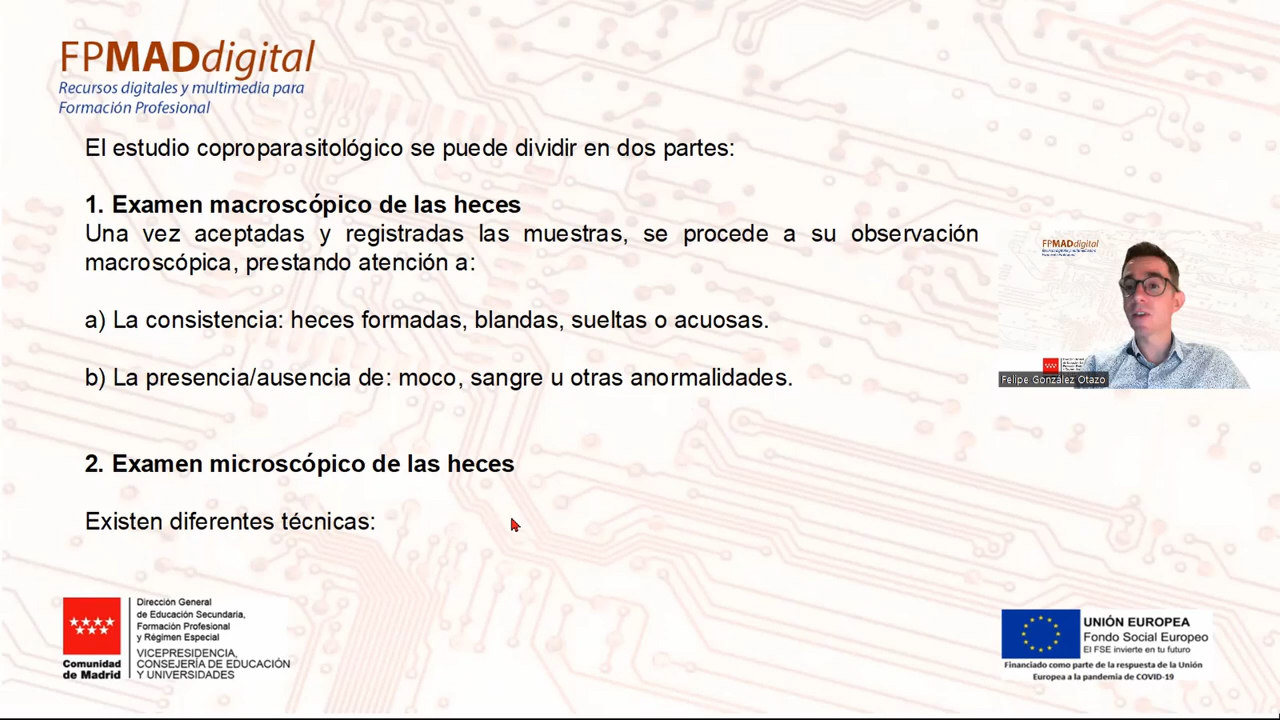 FPMADdigital
Recursos digitales y multimedia para
Formación Profesional
El estudio coproparasitológico se puede dividir en dos partes:
1. Examen macroscópico de las heces
Una vez aceptadas y registradas las muestras, se procede a su observación
macroscópica, prestando atención a:
a) La consistencia: heces formadas, blandas, sueltas o acuosas.
b) La presencia/ausencia de: moco, sangre u otras anormalidades.
2. Examen microscópico de las heces
Existen diferentes técnicas:
FPMADdigital
Felipe González Otazo
Comunidad
de Madrid
Dirección General
de Educación Secundaria,
Formación Profesional
y Régimen Especial
VICEPRESIDENCIA,
CONSEJERÍA DE EDUCACIÓN
Y UNIVERSIDADES
UNIÓN EUROPEA
Fondo Social Europeo
El FSE invierte en tu futuro
Financiado como parte de la respuesta de la Unión
Europea a la pandemia de COVID-19